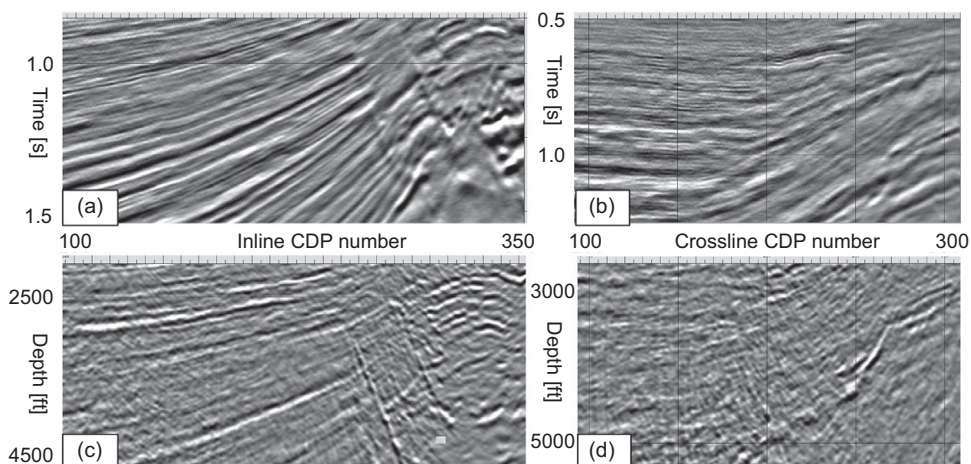 0.5
1.0
Time [s]
Time [s]
1.0
(a)
(b)
1.5
100 Inline CDP number 350 100 Crossline CDP number 300
2500
3000
Depth [ft]
Depth [ft]
4500 (c)
5000 (d)